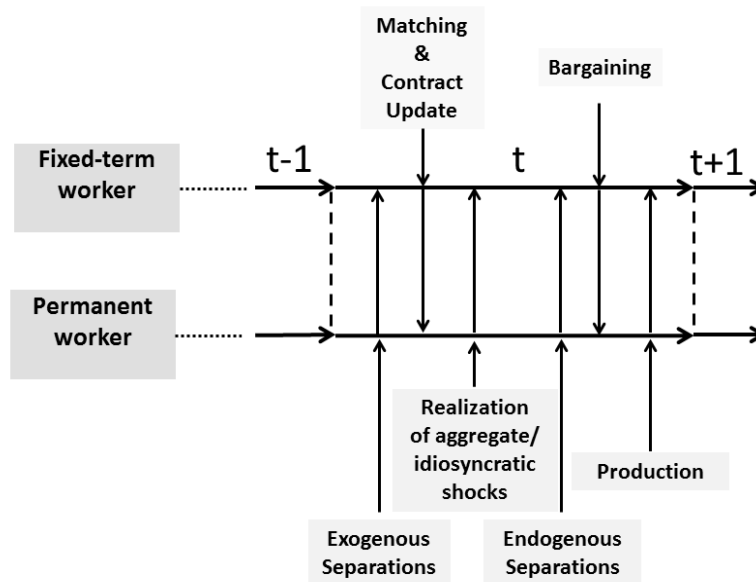 Matching
&
Contract
Update
Bargaining
Fixed-term
worker
t-1
t
t+1
Permanent
worker
Realization
of aggregate/
idiosyncratic
shocks
Production
Exogenous
Separations
Endogenous
Separations